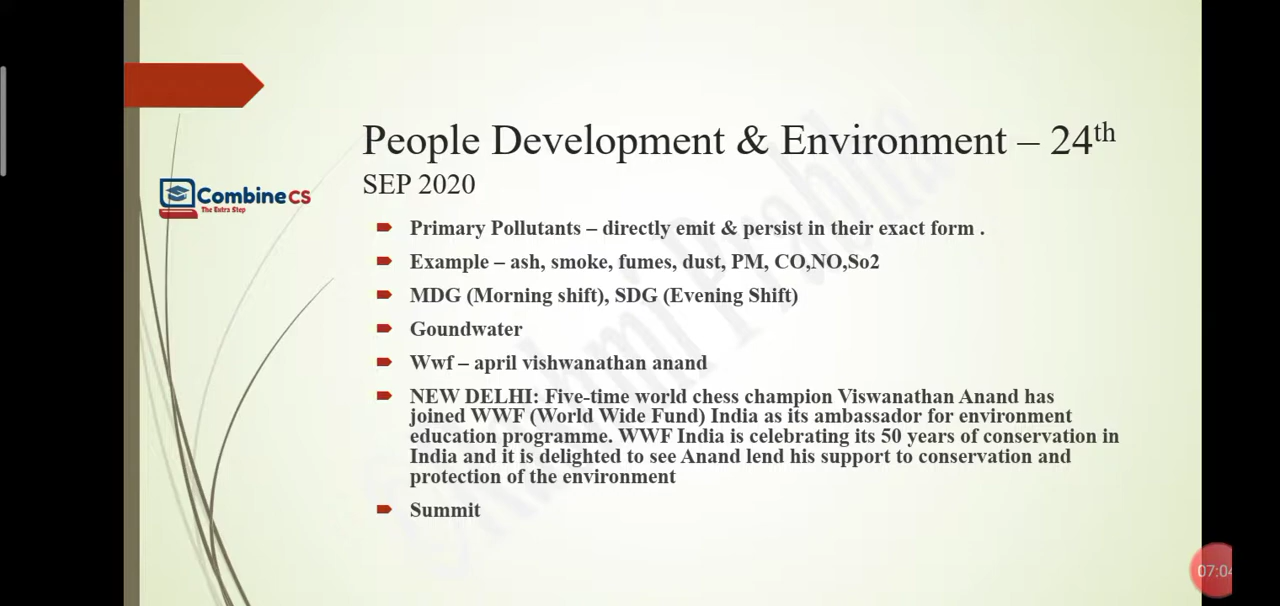 People Development & Environment – 24th
SEP 2020
CombineCS
The Extra Step
Primary Pollutants – directly emit & persist in their exact form .
Example – ash, smoke, fumes, dust, PM, CO,NO,So2
MDG (Morning shift), SDG (Evening Shift)
Goundwater
Wwf – april vishwanathan anand
NEW DELHI: Five-time world chess champion Viswanathan Anand has
joined WWF (World Wide Fund) India as its ambassador for environment
education programme. WWF India is celebrating its 50 years of conservation in
India and it is delighted to see Anand lend his support to conservation and
protection of the environment
Summit
07:04